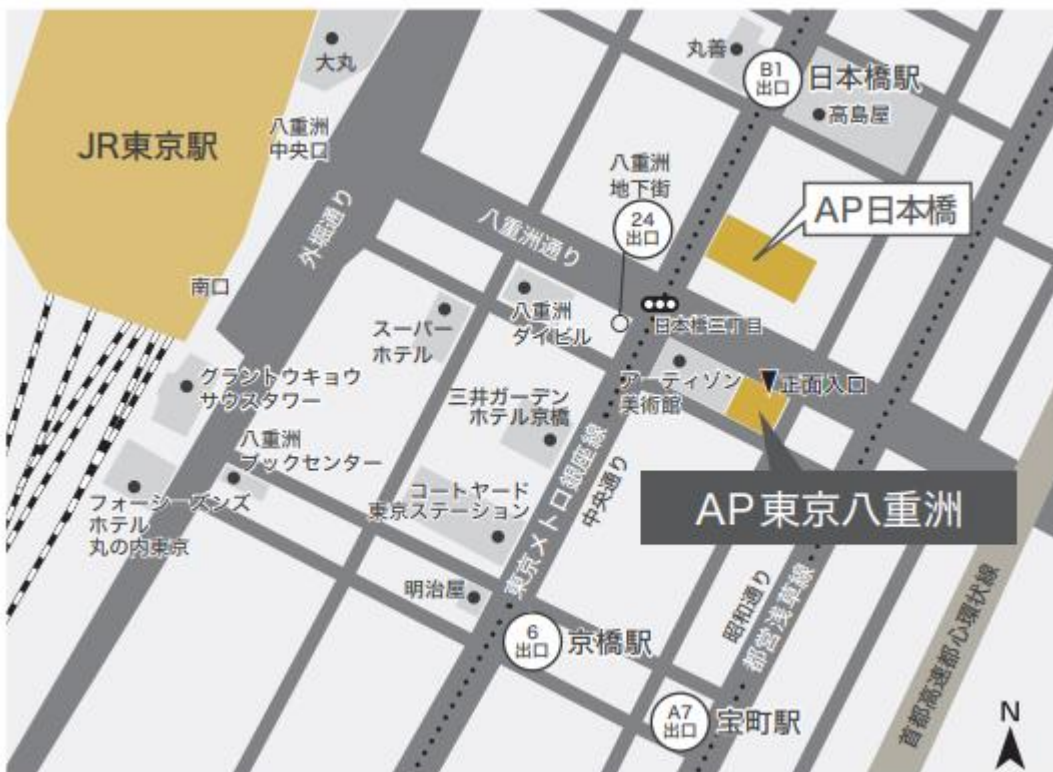 大丸
丸善
B1
出口
日本橋駅
高島屋
JR東京駅
八重洲
中央口
八重洲
地下街
24
出口
AP日本橋
外堀通り
八重洲通り
南口
スーパー
ホテル
八重洲
ダイビル
日本橋三丁目
グラントウキョウ
サウスタワー
三井ガーデン
ホテル京橋
アーティゾン
美術館
正面入口
八重洲
ブックセンター
コートヤード
東京ステーション
東京メトロ銀座線
中央通り
AP東京八重洲
フォーシーズンズ
ホテル
丸の内東京
明治屋
6
出口
京橋駅
昭和通り
都営浅草線
首都高速都心環状線
A7
出口
宝町駅
N